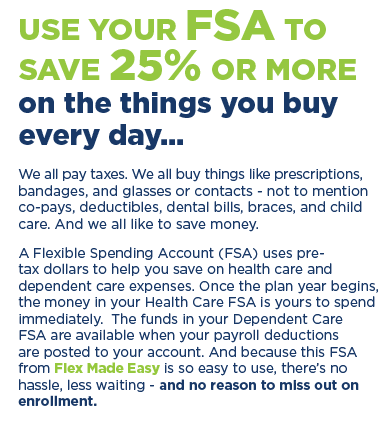 USE YOUR FSA TO
SAVE 25% OR MORE
on the things you buy
every day...
We all pay taxes. We all buy things like prescriptions,
bandages, and glasses or contacts - not to mention
co-pays, deductibles, dental bills, braces, and child
care. And we all like to save money.
A Flexible Spending Account (FSA) uses pre-
tax dollars to help you save on health care and
dependent care expenses. Once the plan year begins,
the money in your Health Care FSA is yours to spend
immediately.  The funds in your Dependent Care
FSA are available when your payroll deductions
are posted to your account. And because this FSA
from Flex Made Easy is so easy to use, there's no
hassle, less waiting - and no reason to miss out on
enrollment.